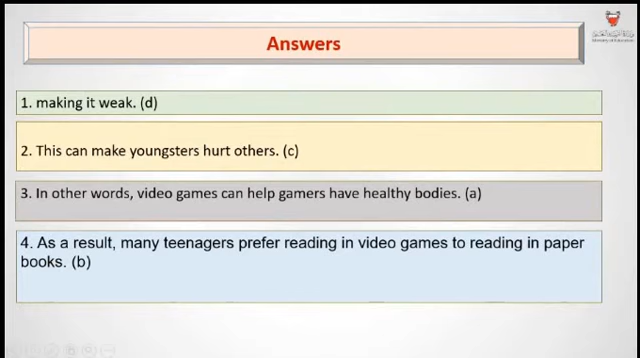 Answers
1. making it weak. (d)
2. This can make youngsters hurt others. (c)
3. In other words, video games can help gamers have healthy bodies. (a)
4. As a result, many teenagers prefer reading in video games to reading in paper
books. (b)